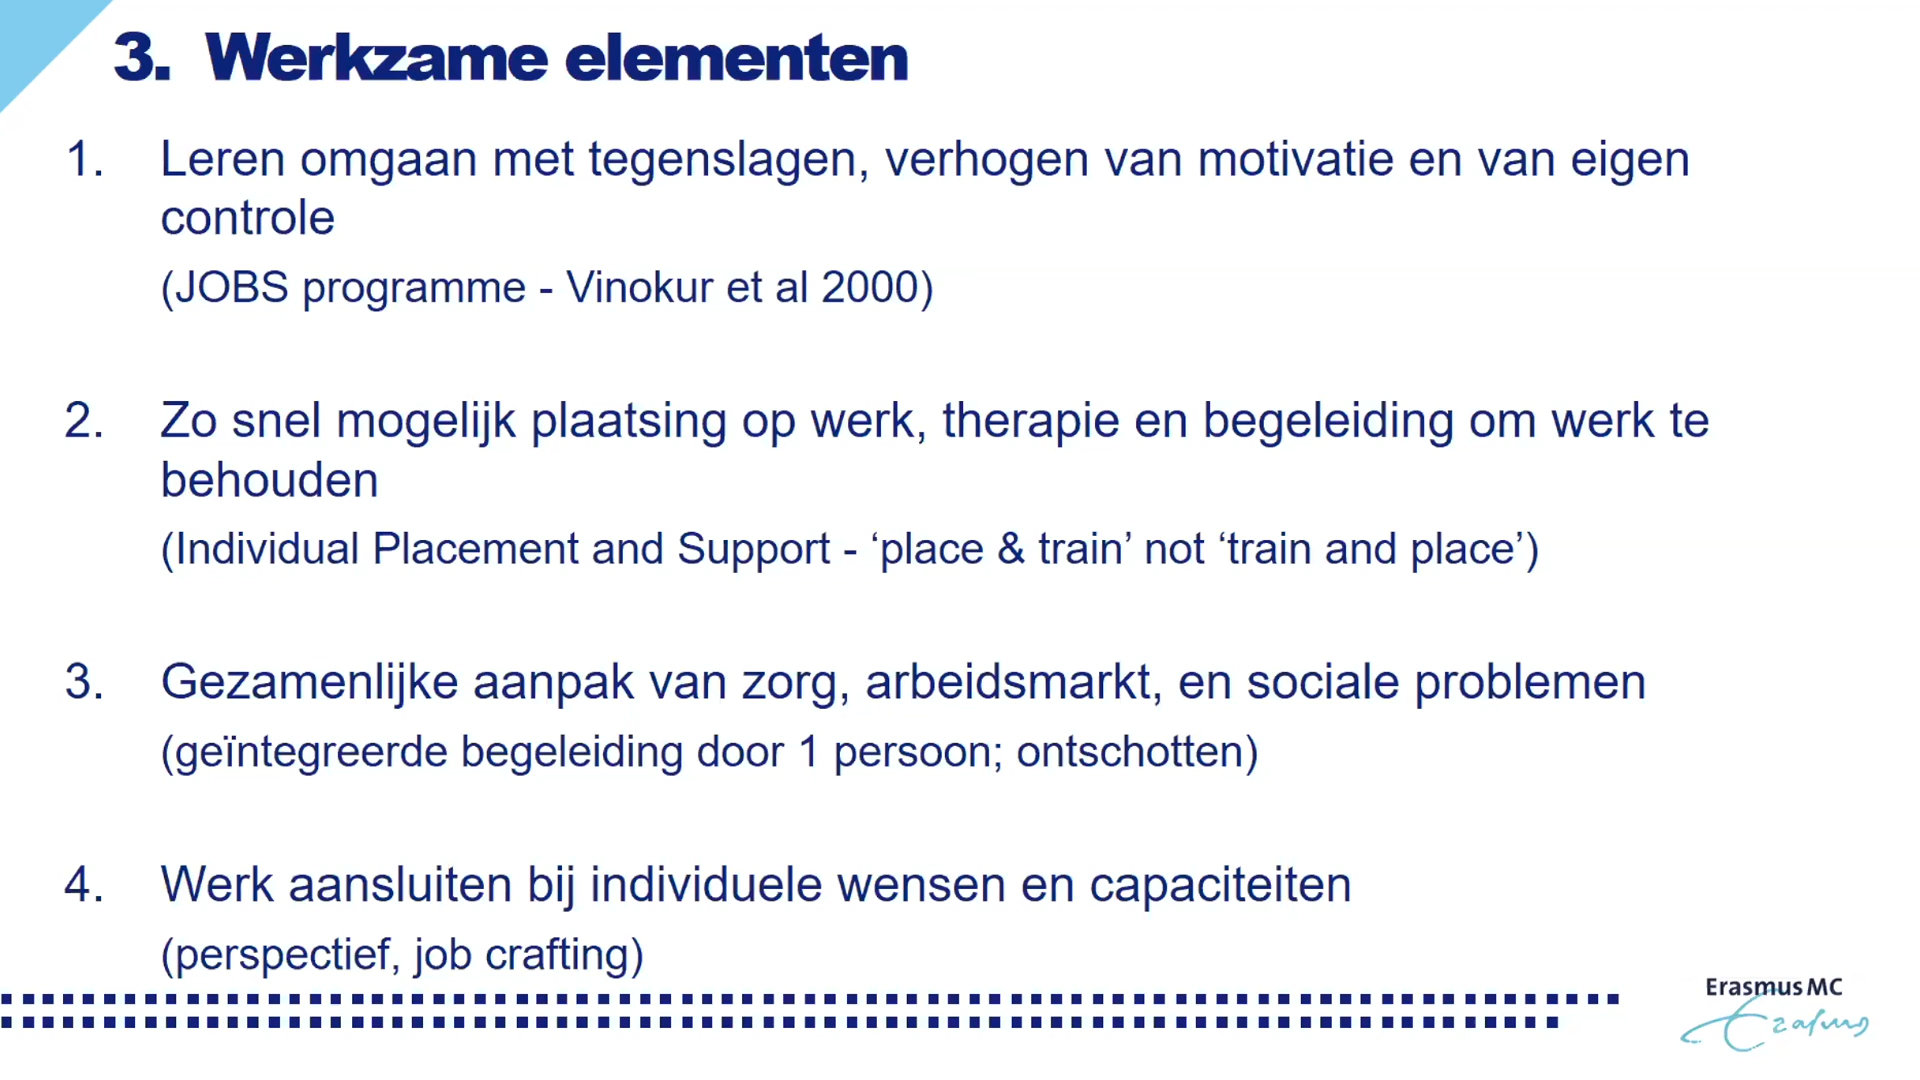 3. Werkzame elementen
1. Leren omgaan met tegenslagen, verhogen van motivatie en van eigen
controle
(JOBS programme - Vinokur et al 2000)
2. Zo snel mogelijk plaatsing op werk, therapie en begeleiding om werk te
behouden
(Individual Placement and Support - ‘place & train’ not ‘train and place’)
3. Gezamenlijke aanpak van zorg, arbeidsmarkt, en sociale problemen
(geïntegreerde begeleiding door 1 persoon; ontschotten)
4. Werk aansluiten bij individuele wensen en capaciteiten
(perspectief, job crafting)
Erasmus MC
Erasmus